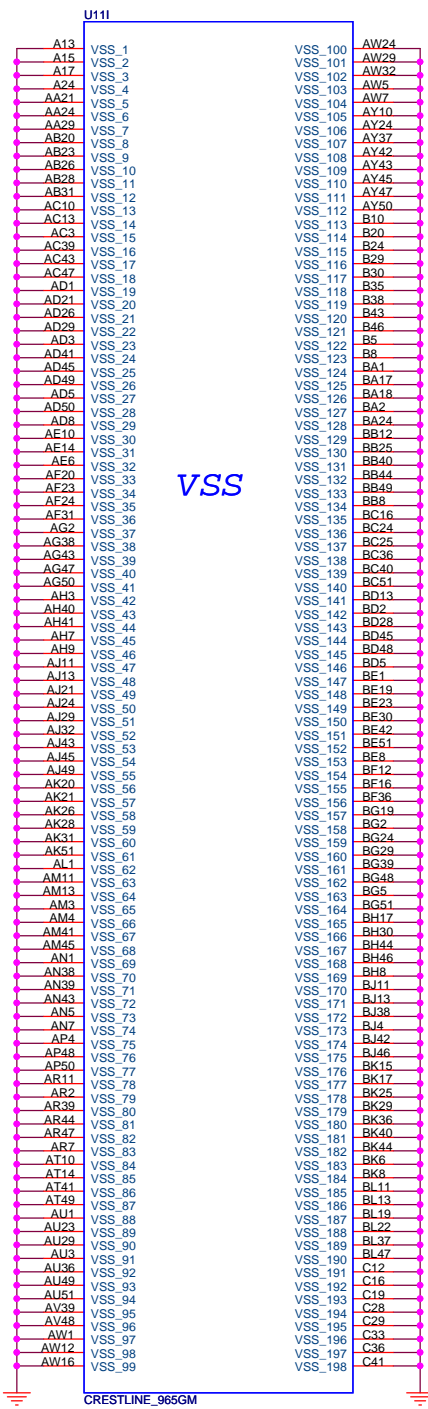 U11I
A13 VSS_1 VSS_100 AW24
A15 VSS_2 VSS_101 AW29
A17 VSS_3 VSS_102 AW32
A24 VSS_4 VSS_103 AW5
AA21 VSS_5 VSS_104 AW7
AA24 VSS_6 VSS_105 AY10
AA29 VSS_7 VSS_106 AY24
AB20 VSS_8 VSS_107 AY37
AB23 VSS_9 VSS_108 AY42
AB26 VSS_10 VSS_109 AY43
AB28 VSS_11 VSS_110 AY45
AB31 VSS_12 VSS_111 AY47
AC10 VSS_13 VSS_112 AY50
AC13 VSS_14 VSS_113 B10
AC3 VSS_15 VSS_114 B20
AC39 VSS_16 VSS_115 B24
AC43 VSS_17 VSS_116 B29
AC47 VSS_18 VSS_117 B30
AD1 VSS_19 VSS_118 B35
AD21 VSS_20 VSS_119 B38
AD26 VSS_21 VSS_120 B43
AD29 VSS_22 VSS_121 B46
AD3 VSS_23 VSS_122 B5
AD41 VSS_24 VSS_123 B8
AD45 VSS_25 VSS_124 BA1
AD49 VSS_26 VSS_125 BA17
AD5 VSS_27 VSS_126 BA18
AD50 VSS_28 VSS_127 BA2
AD8 VSS_29 VSS_128 BA24
AE10 VSS_30 VSS_129 BB12
AE14 VSS_31 VSS_130 BB25
AE6 VSS_32 VSS_131 BB40
AF20 VSS_33 VSS_132 BB44
AF23 VSS_34 VSS_133 BB49
AF24 VSS_35 VSS_134 BB8
AF31 VSS_36 VSS_135 BC16
AG2 VSS_37 VSS_136 BC24
AG38 VSS_38 VSS_137 BC25
AG43 VSS_39 VSS_138 BC36
AG47 VSS_40 VSS_139 BC40
AG50 VSS_41 VSS_140 BC51
AH3 VSS_42 VSS_141 BD13
AH40 VSS_43 VSS_142 BD2
AH41 VSS_44 VSS_143 BD28
AH7 VSS_45 VSS_144 BD45
AH9 VSS_46 VSS_145 BD48
AJ11 VSS_47 VSS_146 BD5
AJ13 VSS_48 VSS_147 BE1
AJ21 VSS_49 VSS_148 BE19
AJ24 VSS_50 VSS_149 BE23
AJ29 VSS_51 VSS_150 BE30
AJ32 VSS_52 VSS_151 BE42
AJ43 VSS_53 VSS_152 BE51
AJ45 VSS_54 VSS_153 BE8
AJ49 VSS_55 VSS_154 BF12
AK20 VSS_56 VSS_155 BF16
AK21 VSS_57 VSS_156 BF36
AK26 VSS_58 VSS_157 BG19
AK28 VSS_59 VSS_158 BG2
AK31 VSS_60 VSS_159 BG24
AK51 VSS_61 VSS_160 BG29
AL1 VSS_62 VSS_161 BG39
AM11 VSS_63 VSS_162 BG48
AM13 VSS_64 VSS_163 BG5
AM3 VSS_65 VSS_164 BG51
AM4 VSS_66 VSS_165 BH17
AM41 VSS_67 VSS_166 BH30
AM45 VSS_68 VSS_167 BH44
AN1 VSS_69 VSS_168 BH46
AN38 VSS_70 VSS_169 BH8
AN39 VSS_71 VSS_170 BJ11
AN43 VSS_72 VSS_171 BJ13
AN5 VSS_73 VSS_172 BJ38
AN7 VSS_74 VSS_173 BJ4
AP4 VSS_75 VSS_174 BJ42
AP48 VSS_76 VSS_175 BJ46
AP50 VSS_77 VSS_176 BK15
AR11 VSS_78 VSS_177 BK17
AR2 VSS_79 VSS_178 BK25
AR39 VSS_80 VSS_179 BK29
AR44 VSS_81 VSS_180 BK36
AR47 VSS_82 VSS_181 BK40
AR7 VSS_83 VSS_182 BK44
AT10 VSS_84 VSS_183 BK6
AT14 VSS_85 VSS_184 BK8
AT41 VSS_86 VSS_185 BL11
AT49 VSS_87 VSS_186 BL13
AU1 VSS_88 VSS_187 BL19
AU23 VSS_89 VSS_188 BL22
AU29 VSS_90 VSS_189 BL37
AU3 VSS_91 VSS_190 BL47
AU36 VSS_92 VSS_191 C12
AU49 VSS_93 VSS_192 C16
AU51 VSS_94 VSS_193 C19
AV39 VSS_95 VSS_194 C28
AV48 VSS_96 VSS_195 C29
AW1 VSS_97 VSS_196 C33
AW12 VSS_98 VSS_197 C36
AW16 VSS_99 VSS_198 C41
VSS
CRESTLINE_965GM